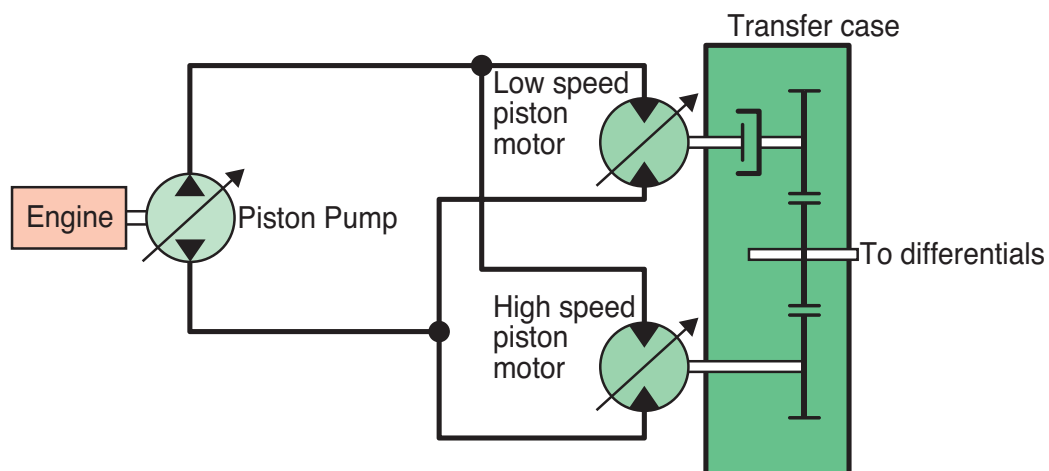 Transfer case
Low speed
piston
motor
Engine
Piston Pump
To differentials
High speed
piston
motor